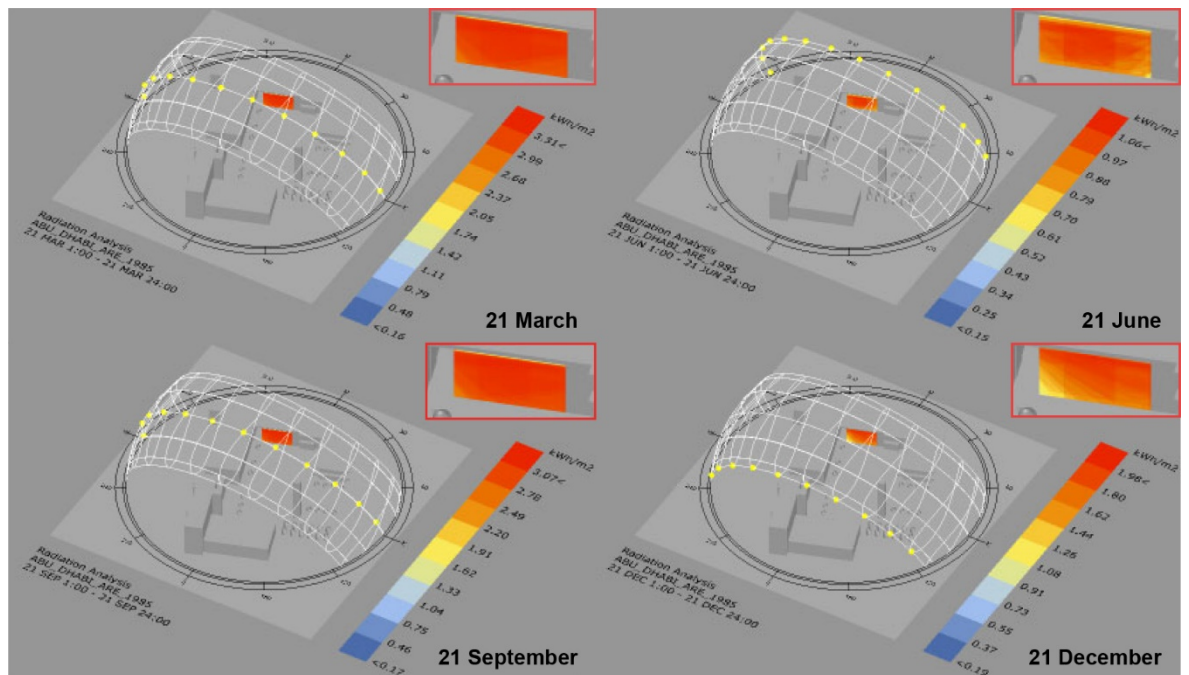 kWh/m2
3.31<
2.99
2.68
2.37
2.05
1.74
1.42
1.11
0.79
0.48
<0.16
Radiation Analysis
ABU_DHABI_ARE_1985
21 MAR 1:00 - 21 MAR 24:00
21 March
kWh/m2
1.06<
0.97
0.88
0.79
0.70
0.61
0.52
0.43
0.34
0.25
<0.15
Radiation Analysis
ABU_DHABI_ARE_1985
21 JUN 1:00 - 21 JUN 24:00
21 June
kWh/m2
3.07<
2.78
2.49
2.20
1.91
1.62
1.33
1.04
0.75
0.46
<0.17
Radiation Analysis
ABU_DHABI_ARE_1985
21 SEP 1:00 - 21 SEP 24:00
21 September
kWh/m2
1.98<
1.80
1.62
1.44
1.26
1.08
0.91
0.73
0.55
0.37
<0.19
Radiation Analysis
ABU_DHABI_ARE_1985
21 DEC 1:00 - 21 DEC 24:00
21 December